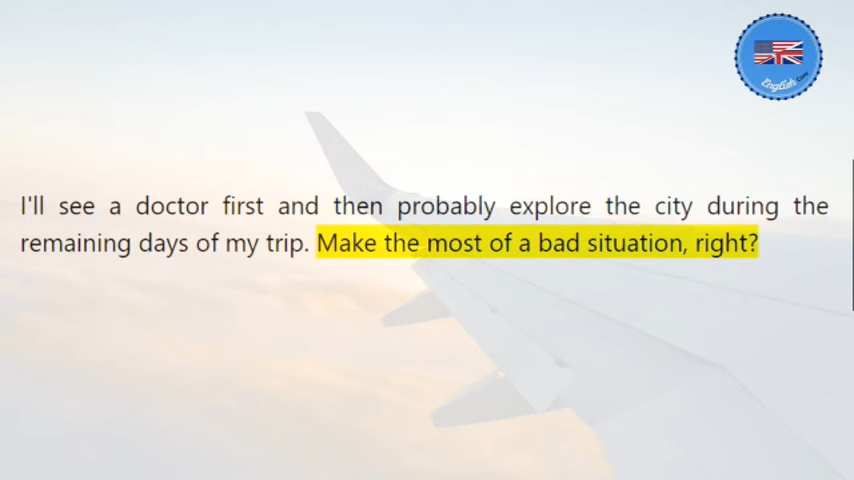 EnglishCore
I'll see a doctor first and then probably explore the city during the
remaining days of my trip. Make the most of a bad situation, right?